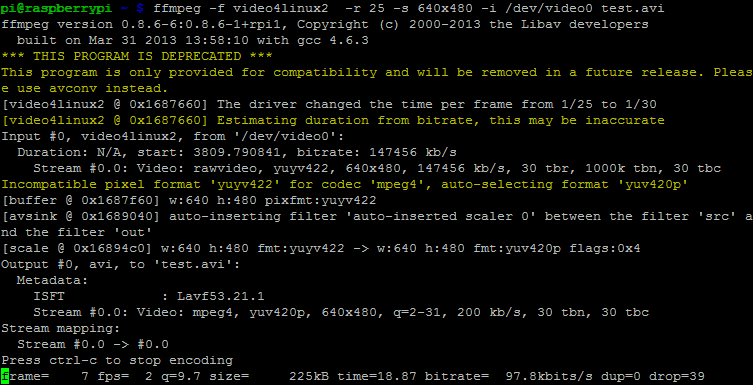 pi@raspberrypi ~ $ ffmpeg -f video4linux2  -r 25 -s 640x480 -i /dev/video0 test.avi
ffmpeg version 0.8.6-6:0.8.6-1+rpi1, Copyright (c) 2000-2013 the Libav developers
  built on Mar 31 2013 13:58:10 with gcc 4.6.3
*** THIS PROGRAM IS DEPRECATED ***
This program is only provided for compatibility and will be removed in a future release. Pleas
e use avconv instead.
[video4linux2 @ 0x1687660] The driver changed the time per frame from 1/25 to 1/30
[video4linux2 @ 0x1687660] Estimating duration from bitrate, this may be inaccurate
Input #0, video4linux2, from '/dev/video0':
  Duration: N/A, start: 3809.790841, bitrate: 147456 kb/s
    Stream #0.0: Video: rawvideo, yuyv422, 640x480, 147456 kb/s, 30 tbr, 1000k tbn, 30 tbc
Incompatible pixel format 'yuyv422' for codec 'mpeg4', auto-selecting format 'yuv420p'
[buffer @ 0x1687f60] w:640 h:480 pixfmt:yuyv422
[avsink @ 0x1689040] auto-inserting filter 'auto-inserted scaler 0' between the filter 'src' a
nd the filter 'out'
[scale @ 0x16894c0] w:640 h:480 fmt:yuyv422 -> w:640 h:480 fmt:yuv420p flags:0x4
Output #0, avi, to 'test.avi':
  Metadata:
    ISFT            : Lavf53.21.1
    Stream #0.0: Video: mpeg4, yuv420p, 640x480, q=2-31, 200 kb/s, 30 tbn, 30 tbc
Stream mapping:
  Stream #0.0 -> #0.0
Press ctrl-c to stop encoding
frame=    7 fps=  2 q=9.7 size=     225kB time=18.87 bitrate=  97.8kbits/s dup=0 drop=39